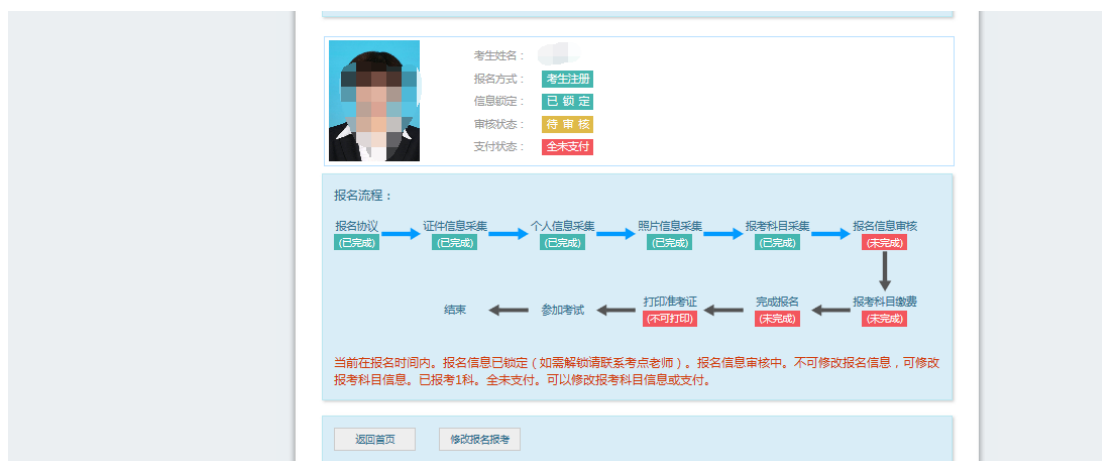 考生姓名：
报名方式： 考生注册
信息锁定： 已 锁 定
审核状态： 待 审 核
支付状态： 全未支付
报名流程：
报名协议 证件信息采集 个人信息采集 照片信息采集 报考科目采集 报名信息审核
(已完成) (已完成) (已完成) (已完成) (已完成) (未完成)
结束 参加考试 打印准考证 完成报名 报考科目缴费
(不可打印) (未完成) (未完成)
当前在报名时间内。报名信息已锁定（如需解锁请联系考点老师）。报名信息审核中。不可修改报名信息，可修改
报考科目信息。已报考1科。全未支付。可以修改报考科目信息或支付。
返回首页 修改报名报考